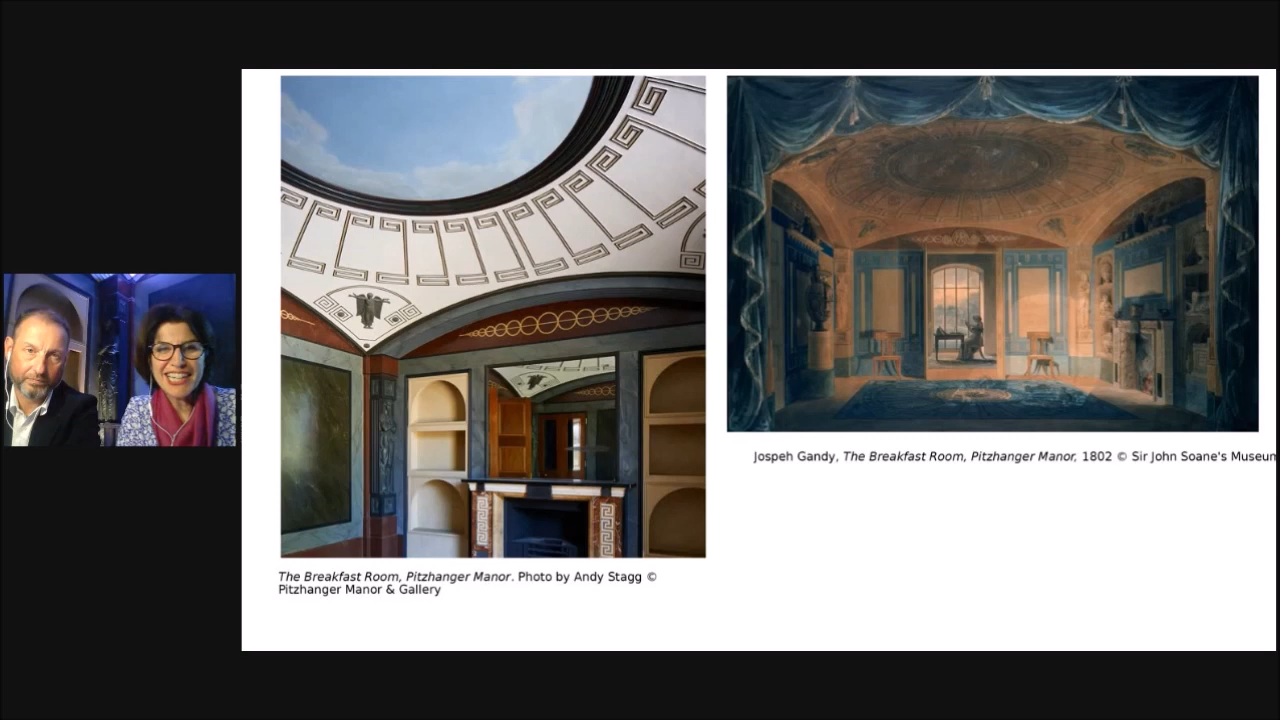 The Breakfast Room, Pitzhanger Manor. Photo by Andy Stagg ©
Pitzhanger Manor & Gallery
Jospeh Gandy, The Breakfast Room, Pitzhanger Manor, 1802 © Sir John Soane's Museum